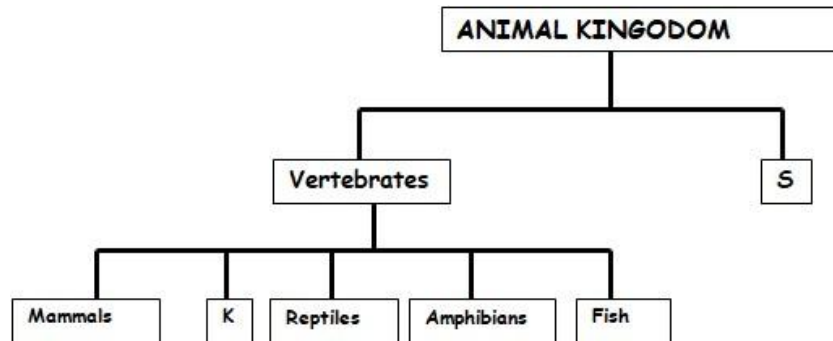 ANIMAL KINGODOM
Vertebrates
S
Mammals
K
Reptiles
Amphibians
Fish